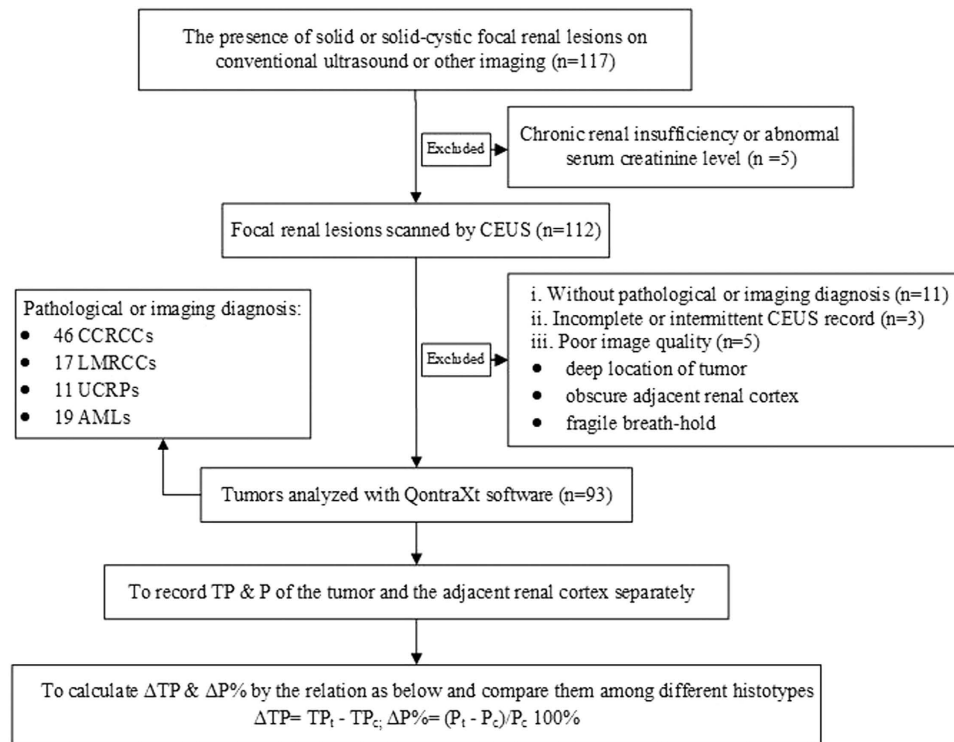 The presence of solid or solid-cystic focal renal lesions on
conventional ultrasound or other imaging (n=117)
Excluded
Chronic renal insufficiency or abnormal
serum creatinine level (n =5)
Focal renal lesions scanned by CEUS (n=112)
Pathological or imaging diagnosis:
● 46 CCRCCs
● 17 LMRCCs
● 11 UCRPs
● 19 AMLs
Excluded
i. Without pathological or imaging diagnosis (n=11)
ii. Incomplete or intermittent CEUS record (n=3)
iii. Poor image quality (n=5)
● deep location of tumor
● obscure adjacent renal cortex
● fragile breath-hold
Tumors analyzed with QontraXt software (n=93)
To record TP & P of the tumor and the adjacent renal cortex separately
To calculate ΔTP & ΔP% by the relation as below and compare them among different histotypes
ΔTP= TPₜ - TP꜀; ΔP%= (Pₜ - P꜀)/P꜀ 100%